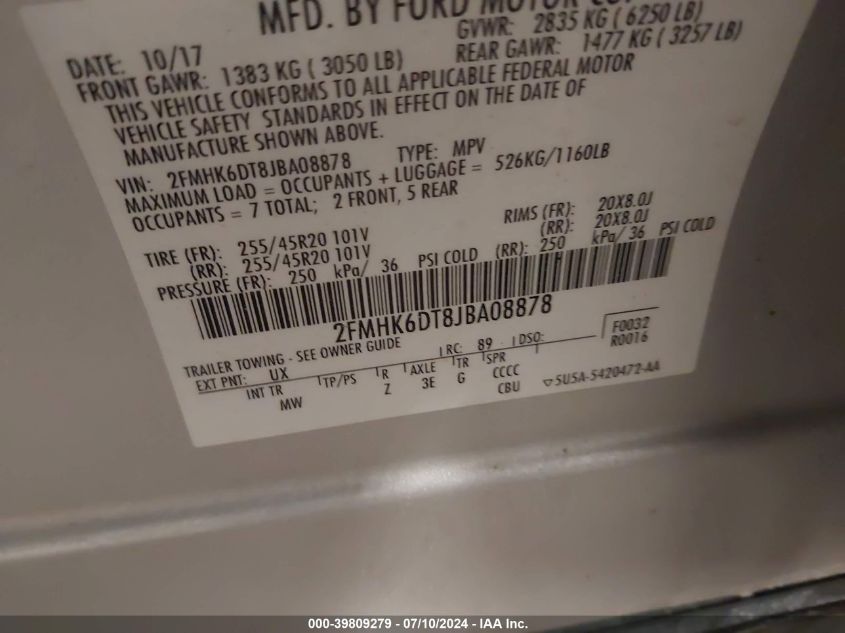 MFD. BY FORD MOTOR CO.
DATE: 10/17 GVWR: 2835 KG ( 6250 LB)
FRONT GAWR: 1383 KG ( 3050 LB) REAR GAWR: 1477 KG ( 3257 LB)
THIS VEHICLE CONFORMS TO ALL APPLICABLE FEDERAL MOTOR
VEHICLE SAFETY STANDARDS IN EFFECT ON THE DATE OF
MANUFACTURE SHOWN ABOVE.
VIN: 2FMHK6DT8JBA08878 TYPE: MPV
MAXIMUM LOAD = OCCUPANTS + LUGGAGE = 526KG/1160LB
OCCUPANTS = 7 TOTAL; 2 FRONT, 5 REAR
TIRE (FR): 255/45R20 101V RIMS (FR): 20X8.0J
(RR): 255/45R20 101V (RR): 20X8.0J
PRESSURE (FR): 250 kPa/ 36 PSI COLD (RR): 250 kPa/ 36 PSI COLD
2FMHK6DT8JBA08878
TRAILER TOWING - SEE OWNER GUIDE
F0032
R0016
EXT PNT: UX RC: 89 DSO:
INT TR TP/PS R AXLE TR SPR
MW Z 3E G CCCC
CBU ▽5U5A-5420472-AA
000-39809279 - 07/10/2024 - IAA Inc.